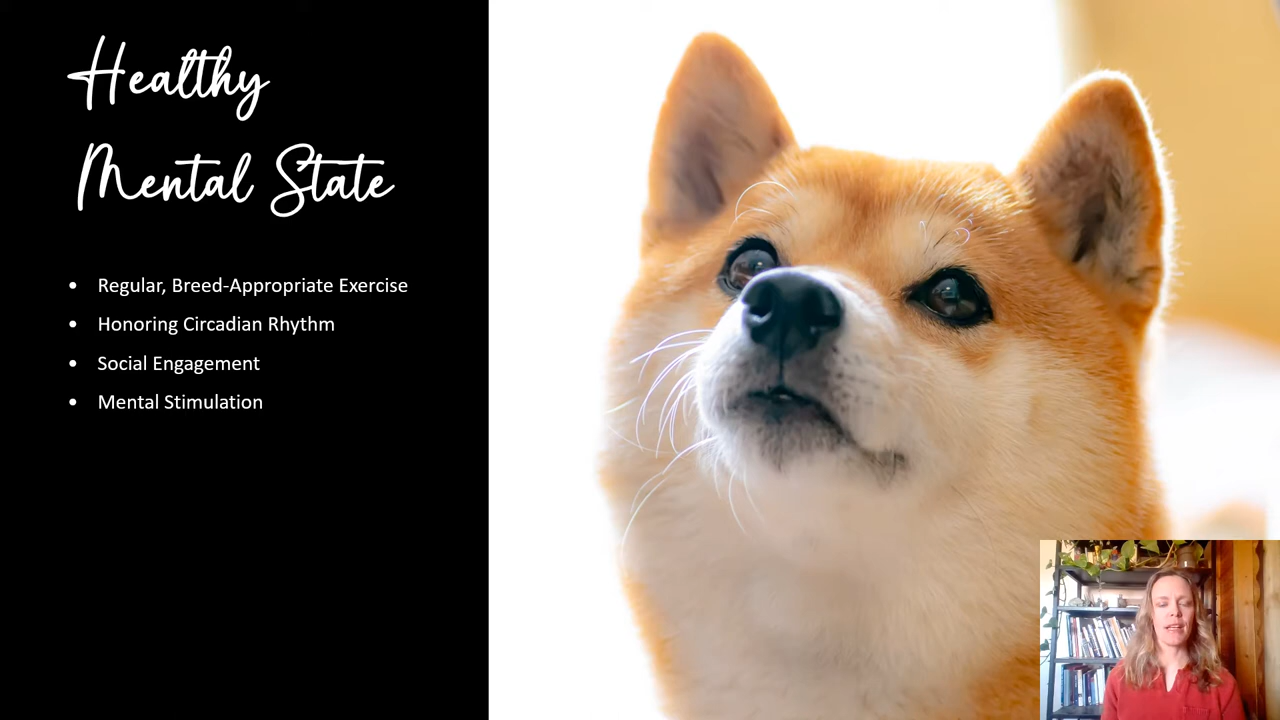 Healthy
Mental State
• Regular, Breed-Appropriate Exercise
• Honoring Circadian Rhythm
• Social Engagement
• Mental Stimulation